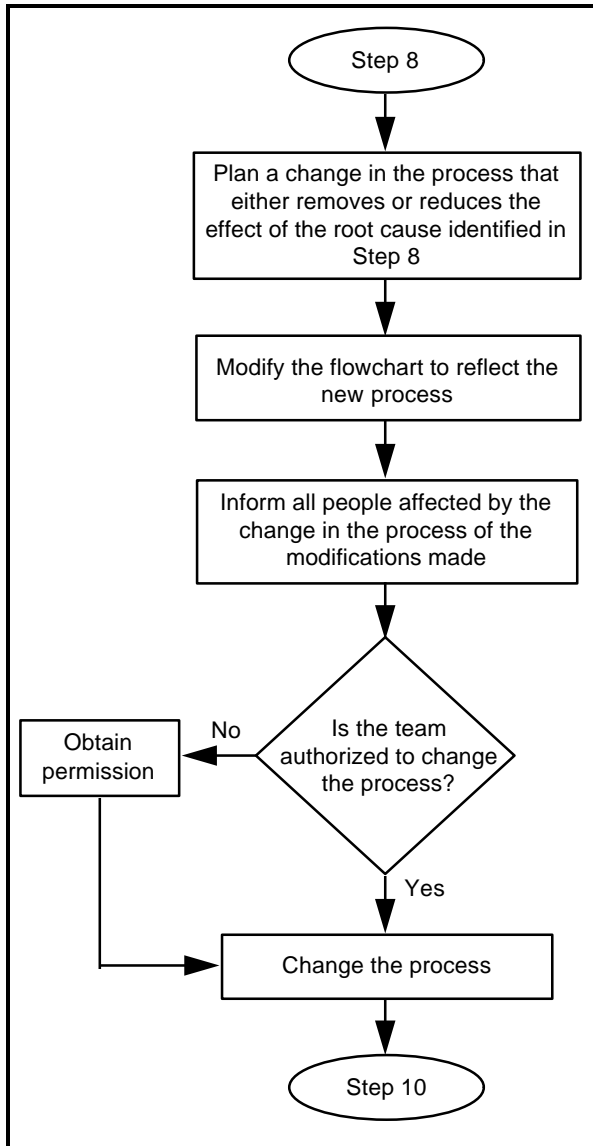 Step 8
Plan a change in the process that
either removes or reduces the
effect of the root cause identified in
Step 8
Modify the flowchart to reflect the
new process
Inform all people affected by the
change in the process of the
modifications made
Is the team
authorized to change
the process?
No
Obtain
permission
Yes
Change the process
Step 10